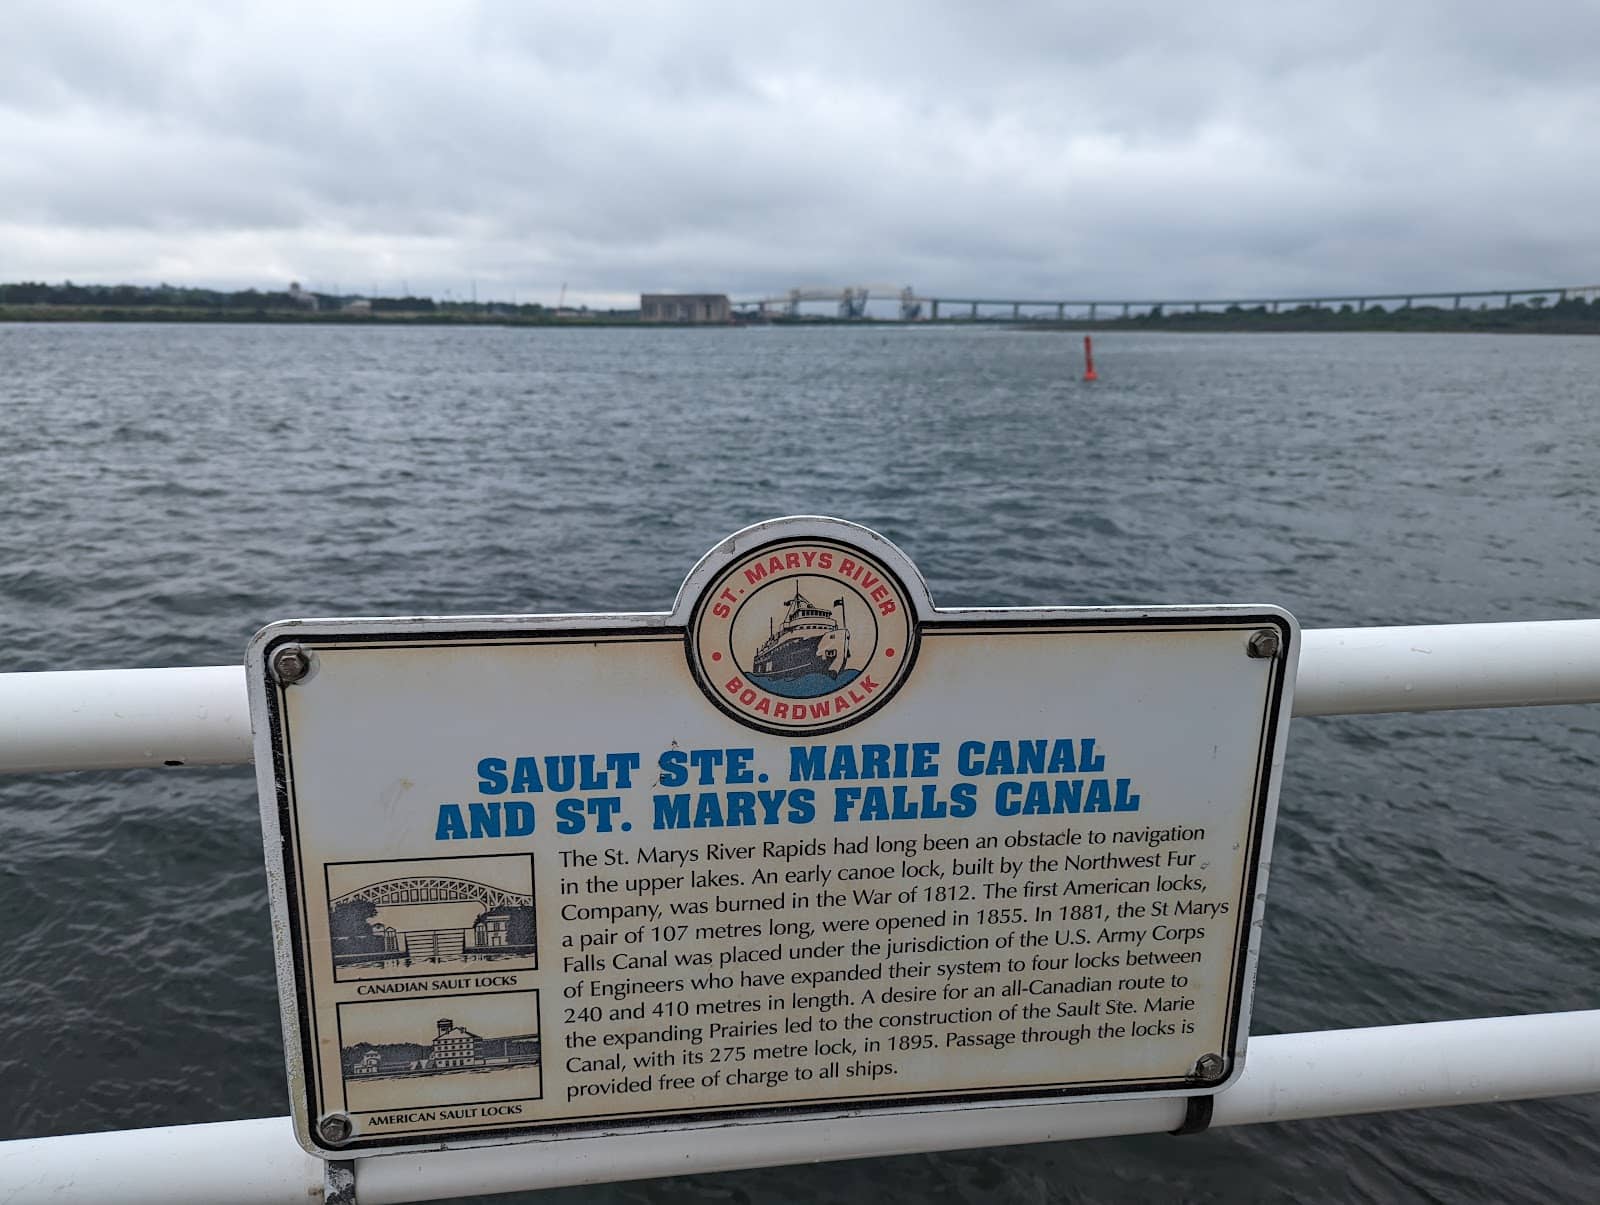 ST. MARYS RIVER
BOARDWALK
SAULT STE. MARIE CANAL
AND ST. MARYS FALLS CANAL
The St. Marys River Rapids had long been an obstacle to navigation
in the upper lakes. An early canoe lock, built by the Northwest Fur
Company, was burned in the War of 1812. The first American locks,
a pair of 107 metres long, were opened in 1855. In 1881, the St Marys
Falls Canal was placed under the jurisdiction of the U.S. Army Corps
of Engineers who have expanded their system to four locks between
240 and 410 metres in length. A desire for an all-Canadian route to
the expanding Prairies led to the construction of the Sault Ste. Marie
Canal, with its 275 metre lock, in 1895. Passage through the locks is
provided free of charge to all ships.
CANADIAN SAULT LOCKS
AMERICAN SAULT LOCKS